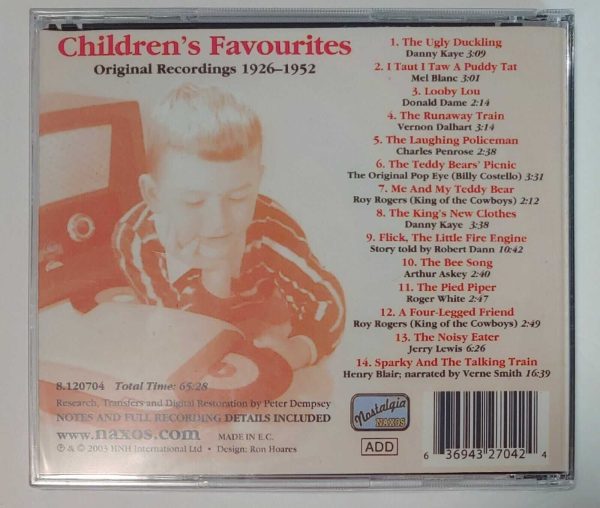 Children's Favourites
Original Recordings 1926–1952
1. The Ugly Duckling
Danny Kaye 3:09
2. I Taut I Taw A Puddy Tat
Mel Blanc 3:01
3. Looby Lou
Donald Dame 2:14
4. The Runaway Train
Vernon Dalhart 3:14
5. The Laughing Policeman
Charles Penrose 2:38
6. The Teddy Bears' Picnic
The Original Pop Eye (Billy Costello) 3:31
7. Me And My Teddy Bear
Roy Rogers (King of the Cowboys) 2:12
8. The King's New Clothes
Danny Kaye 3:38
9. Flick, The Little Fire Engine
Story told by Robert Dann 10:42
10. The Bee Song
Arthur Askey 2:40
11. The Pied Piper
Roger White 2:47
12. A Four-Legged Friend
Roy Rogers (King of the Cowboys) 2:49
13. The Noisy Eater
Jerry Lewis 6:26
14. Sparky And The Talking Train
Henry Blair; narrated by Verne Smith 16:39
8.120704 Total Time: 65:28
Research, Transfers and Digital Restoration by Peter Dempsey
NOTES AND FULL RECORDING DETAILS INCLUDED
www.naxos.com MADE IN E.C.
℗ & © 2003 HNH International Ltd • Design: Ron Hoares
Nostalgia
NAXOS
ADD
6 36943 27042 4